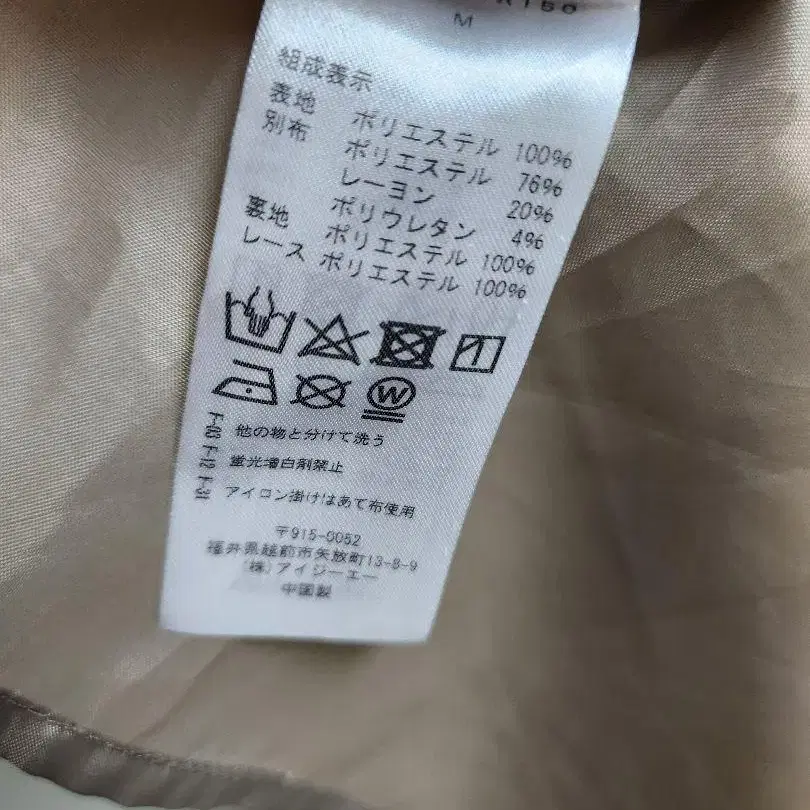 M
組成表示
表地 ポリエステル 100%
別布 ポリエステル 76%
レーヨン 20%
ポリウレタン 4%
裏地 ポリエステル 100%
レース ポリエステル 100%
W
他の物と分けて洗う
蛍光増白剤禁止
アイロン掛けはあて布使用
F-03 F-12 F-31
〒915-0052
福井県越前市矢放町13-8-9
(株)アイジーエー
中国製